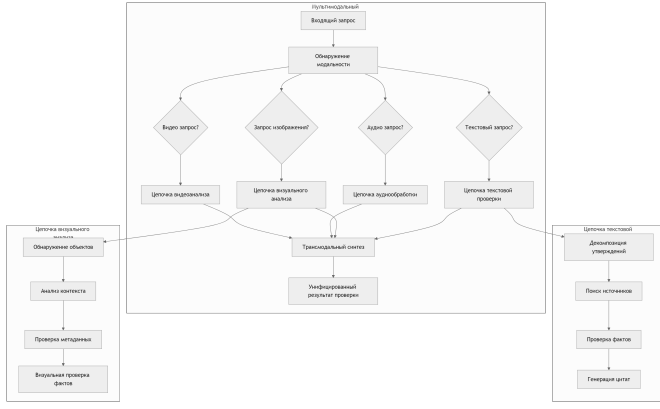 Мультимодальный
Входящий запрос
Обнаружение
модальности
Видео запрос?
Запрос изображения?
Аудио запрос?
Текстовый запрос?
Цепочка видеоанализа
Цепочка визуального
анализа
Цепочка аудиообработки
Цепочка текстовой
проверки
Трансмодальный синтез
Унифицированный
результат проверки
Цепочка визуального
анализа
Обнаружение объектов
Анализ контекста
Проверка метаданных
Визуальная проверка
фактов
Цепочка текстовой
Декомпозиция
утверждений
Поиск источников
Проверка фактов
Генерация цитат